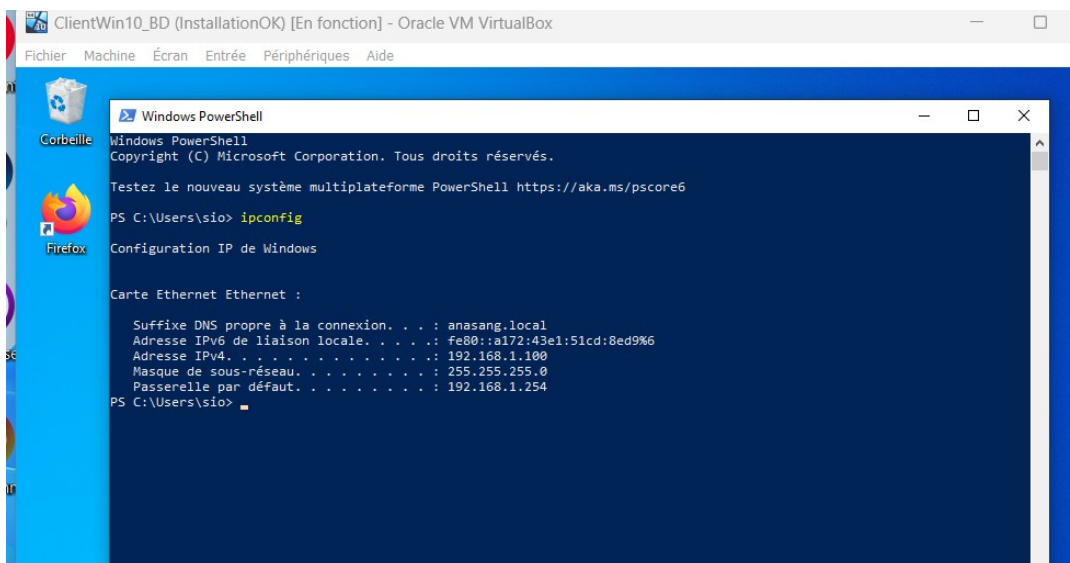 ClientWin10_BD (InstallationOK) [En fonction] - Oracle VM VirtualBox
Fichier Machine Écran Entrée Périphériques Aide
Corbeille
Firefox
Windows PowerShell
Windows PowerShell
Copyright (C) Microsoft Corporation. Tous droits réservés.
Testez le nouveau système multiplateforme PowerShell https://aka.ms/pscore6
PS C:\Users\sio> ipconfig
Configuration IP de Windows
Carte Ethernet Ethernet :
Suffixe DNS propre à la connexion. . . : anasang.local
Adresse IPv6 de liaison locale. . . . .: fe80::a172:43e1:51cd:8ed9%6
Adresse IPv4. . . . . . . . . . . . . .: 192.168.1.100
Masque de sous-réseau. . . . . . . . . : 255.255.255.0
Passerelle par défaut. . . . . . . . . : 192.168.1.254
PS C:\Users\sio>